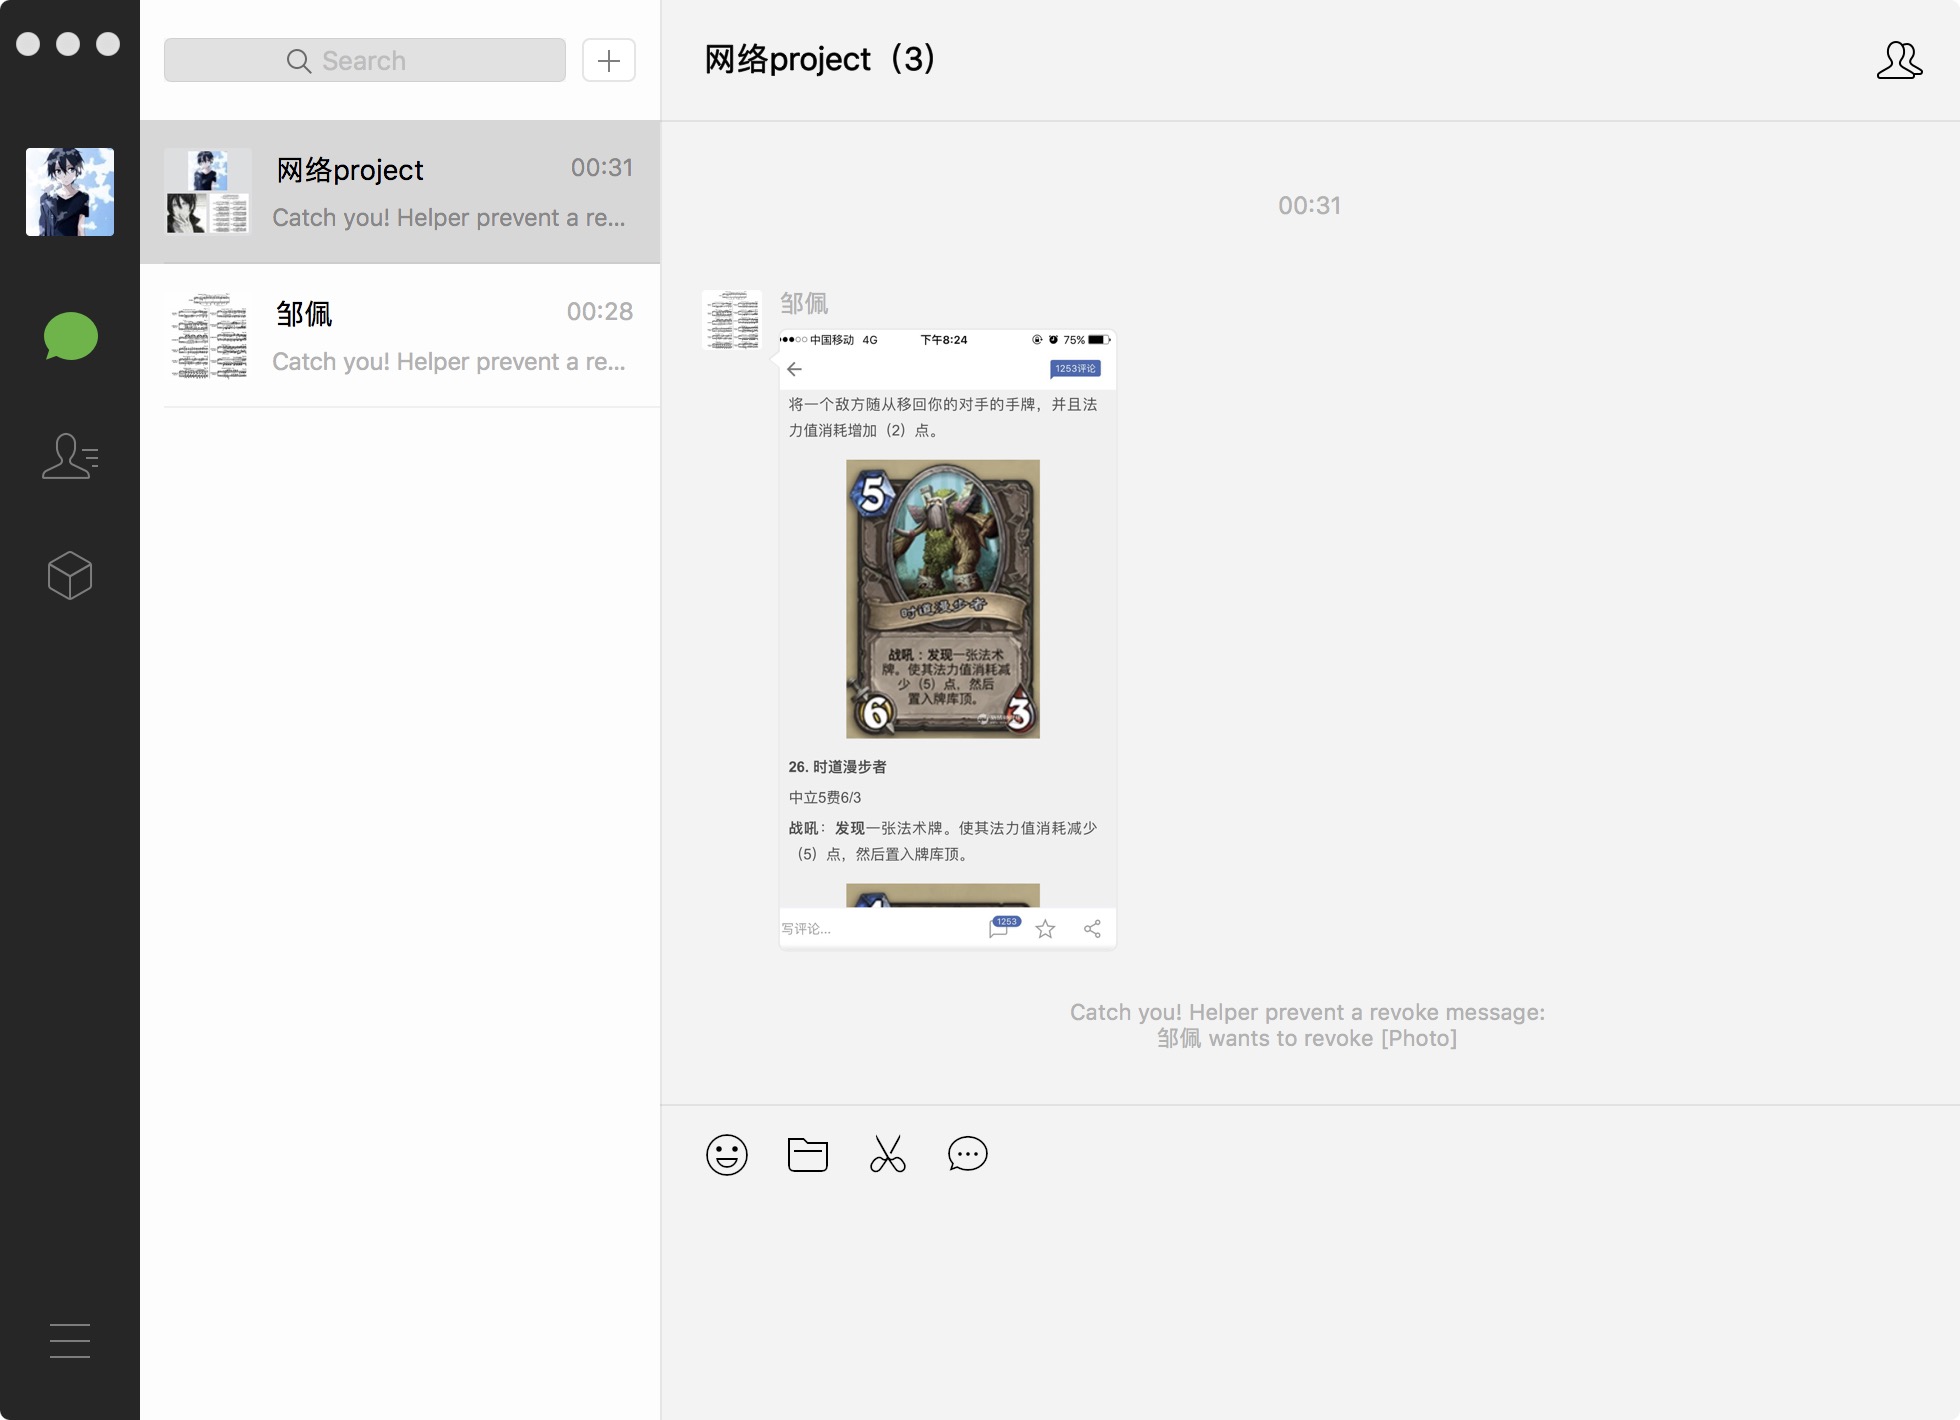 Search
网络project（3）
网络project
00:31
Catch you! Helper prevent a re...
邹佩
00:28
Catch you! Helper prevent a re...
00:31
邹佩
中国移动 4G 下午8:24 75%
1253评论
将一个敌方随从移回你的对手的手牌，并且法
力值消耗增加（2）点。
5
时道漫步者
战吼：发现一张法术
牌。使其法力值消耗减
少（5）点，然后
置入牌库顶。
6
3
26. 时道漫步者
中立5费6/3
战吼：发现一张法术牌。使其法力值消耗减少
（5）点，然后置入牌库顶。
写评论...
1253
Catch you! Helper prevent a revoke message:
邹佩 wants to revoke [Photo]